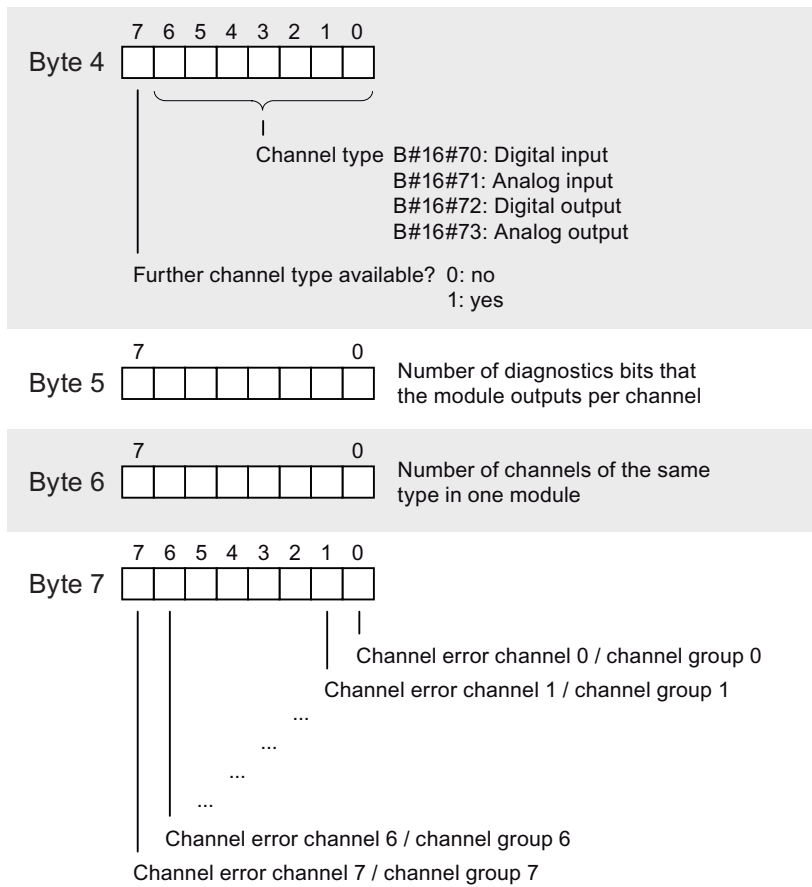 7 6 5 4 3 2 1 0
Byte 4
Channel type B#16#70: Digital input
B#16#71: Analog input
B#16#72: Digital output
B#16#73: Analog output
Further channel type available? 0: no
1: yes
7 0
Byte 5
Number of diagnostics bits that
the module outputs per channel
7 0
Byte 6
Number of channels of the same
type in one module
7 6 5 4 3 2 1 0
Byte 7
Channel error channel 0 / channel group 0
Channel error channel 1 / channel group 1
...
...
...
...
Channel error channel 6 / channel group 6
Channel error channel 7 / channel group 7